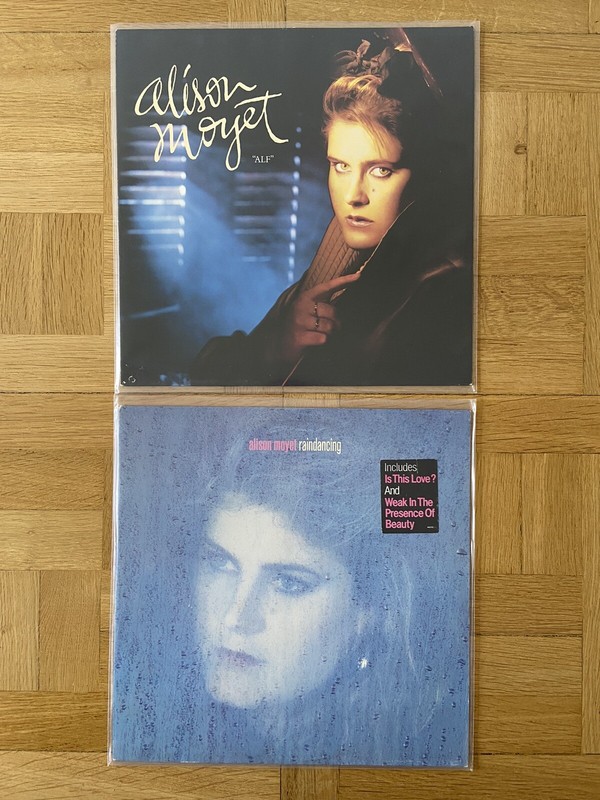 alison
moyet
"ALF"
alison moyet raindancing
Includes
Is This Love?
And
Weak In The
Presence Of
Beauty